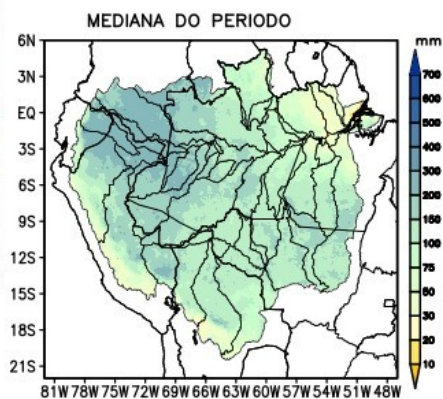 MEDIANA DO PERIODO
mm
6N
3N
EQ
3S
6S
9S
12S
15S
18S
21S
700
600
500
400
300
200
150
100
75
50
30
20
10
81W 78W 75W 72W 69W 66W 63W 60W 57W 54W 51W 48W